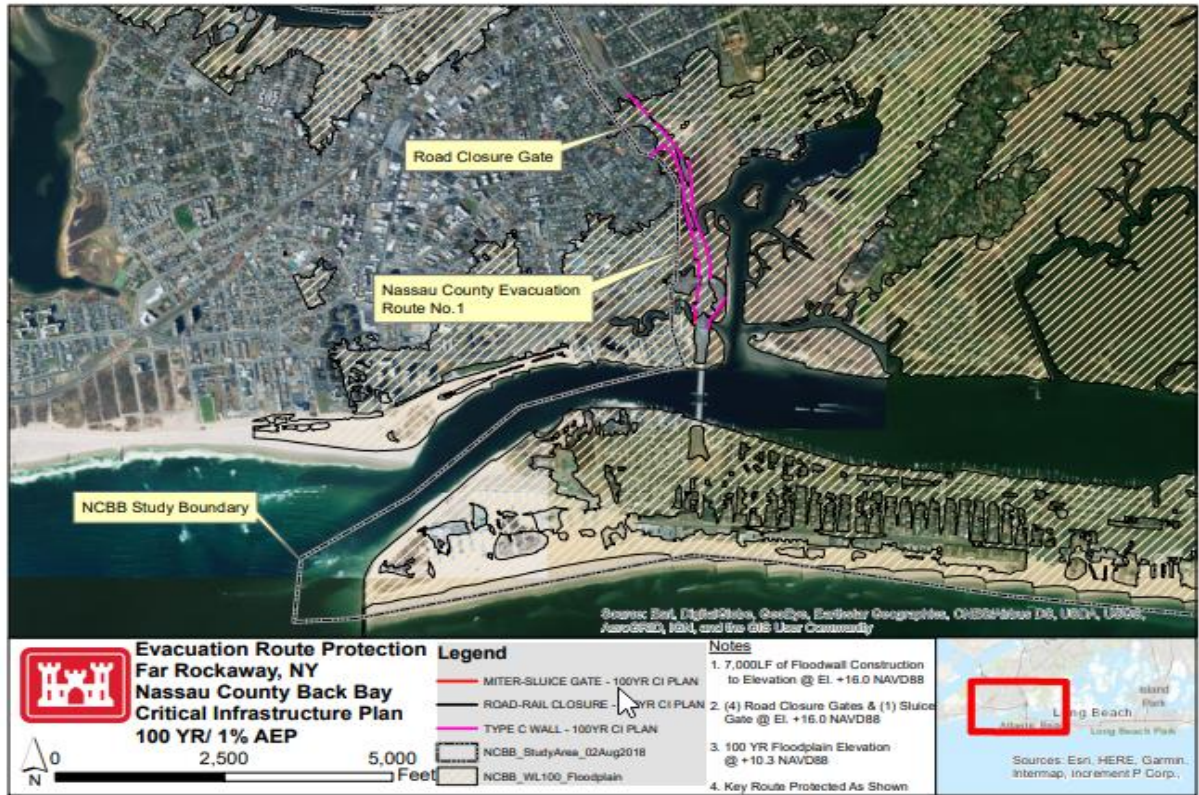 Road Closure Gate
Nassau County Evacuation
Route No.1
NCBB Study Boundary
Source: Esri, DigitalGlobe, GeoEye, Earthstar Geographics, CNES/Airbus DS, USDA, USGS,
AeroGRID, IGN, and the GIS User Community
Evacuation Route Protection
Far Rockaway, NY
Nassau County Back Bay
Critical Infrastructure Plan
100 YR/ 1% AEP
N
0 2,500 5,000
Feet
Legend
MITER-SLUICE GATE - 100YR CI PLAN
ROAD-RAIL CLOSURE - YR CI PLAN
TYPE C WALL - 100YR CI PLAN
NCBB_StudyArea_02Aug2018
NCBB_WL100_Floodplain
Notes
1. 7,000LF of Floodwall Construction
to Elevation @ El. +16.0 NAVD88
2. (4) Road Closure Gates & (1) Sluice
Gate @ El. +16.0 NAVD88
3. 100 YR Floodplain Elevation
@ +10.3 NAVD88
4. Key Route Protected As Shown
Island
Park
Long Beach
Atlantic Beach
Long Beach Park
Sources: Esri, HERE, Garmin,
Intermap, increment P Corp.,